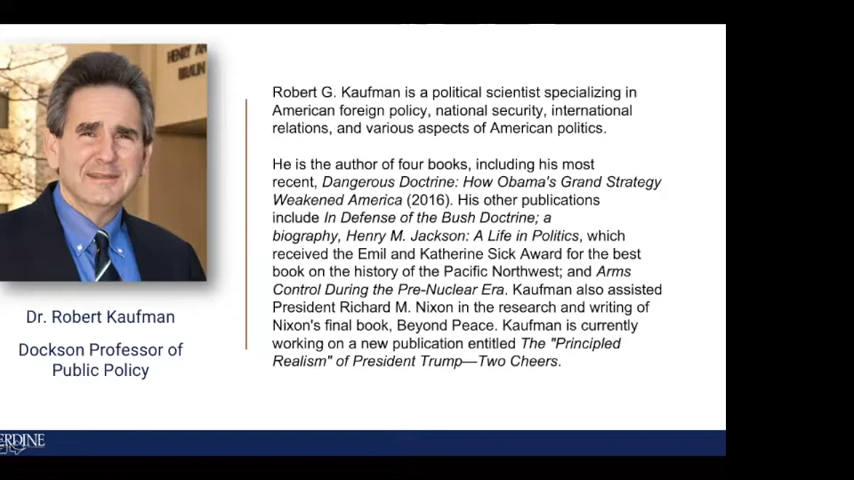 HENRY AN
BRAUN
Robert G. Kaufman is a political scientist specializing in
American foreign policy, national security, international
relations, and various aspects of American politics.
He is the author of four books, including his most
recent, Dangerous Doctrine: How Obama's Grand Strategy
Weakened America (2016). His other publications
include In Defense of the Bush Doctrine; a
biography, Henry M. Jackson: A Life in Politics, which
received the Emil and Katherine Sick Award for the best
book on the history of the Pacific Northwest; and Arms
Control During the Pre-Nuclear Era. Kaufman also assisted
President Richard M. Nixon in the research and writing of
Nixon's final book, Beyond Peace. Kaufman is currently
working on a new publication entitled The "Principled
Realism" of President Trump—Two Cheers.
Dr. Robert Kaufman
Dockson Professor of
Public Policy
ERDINE